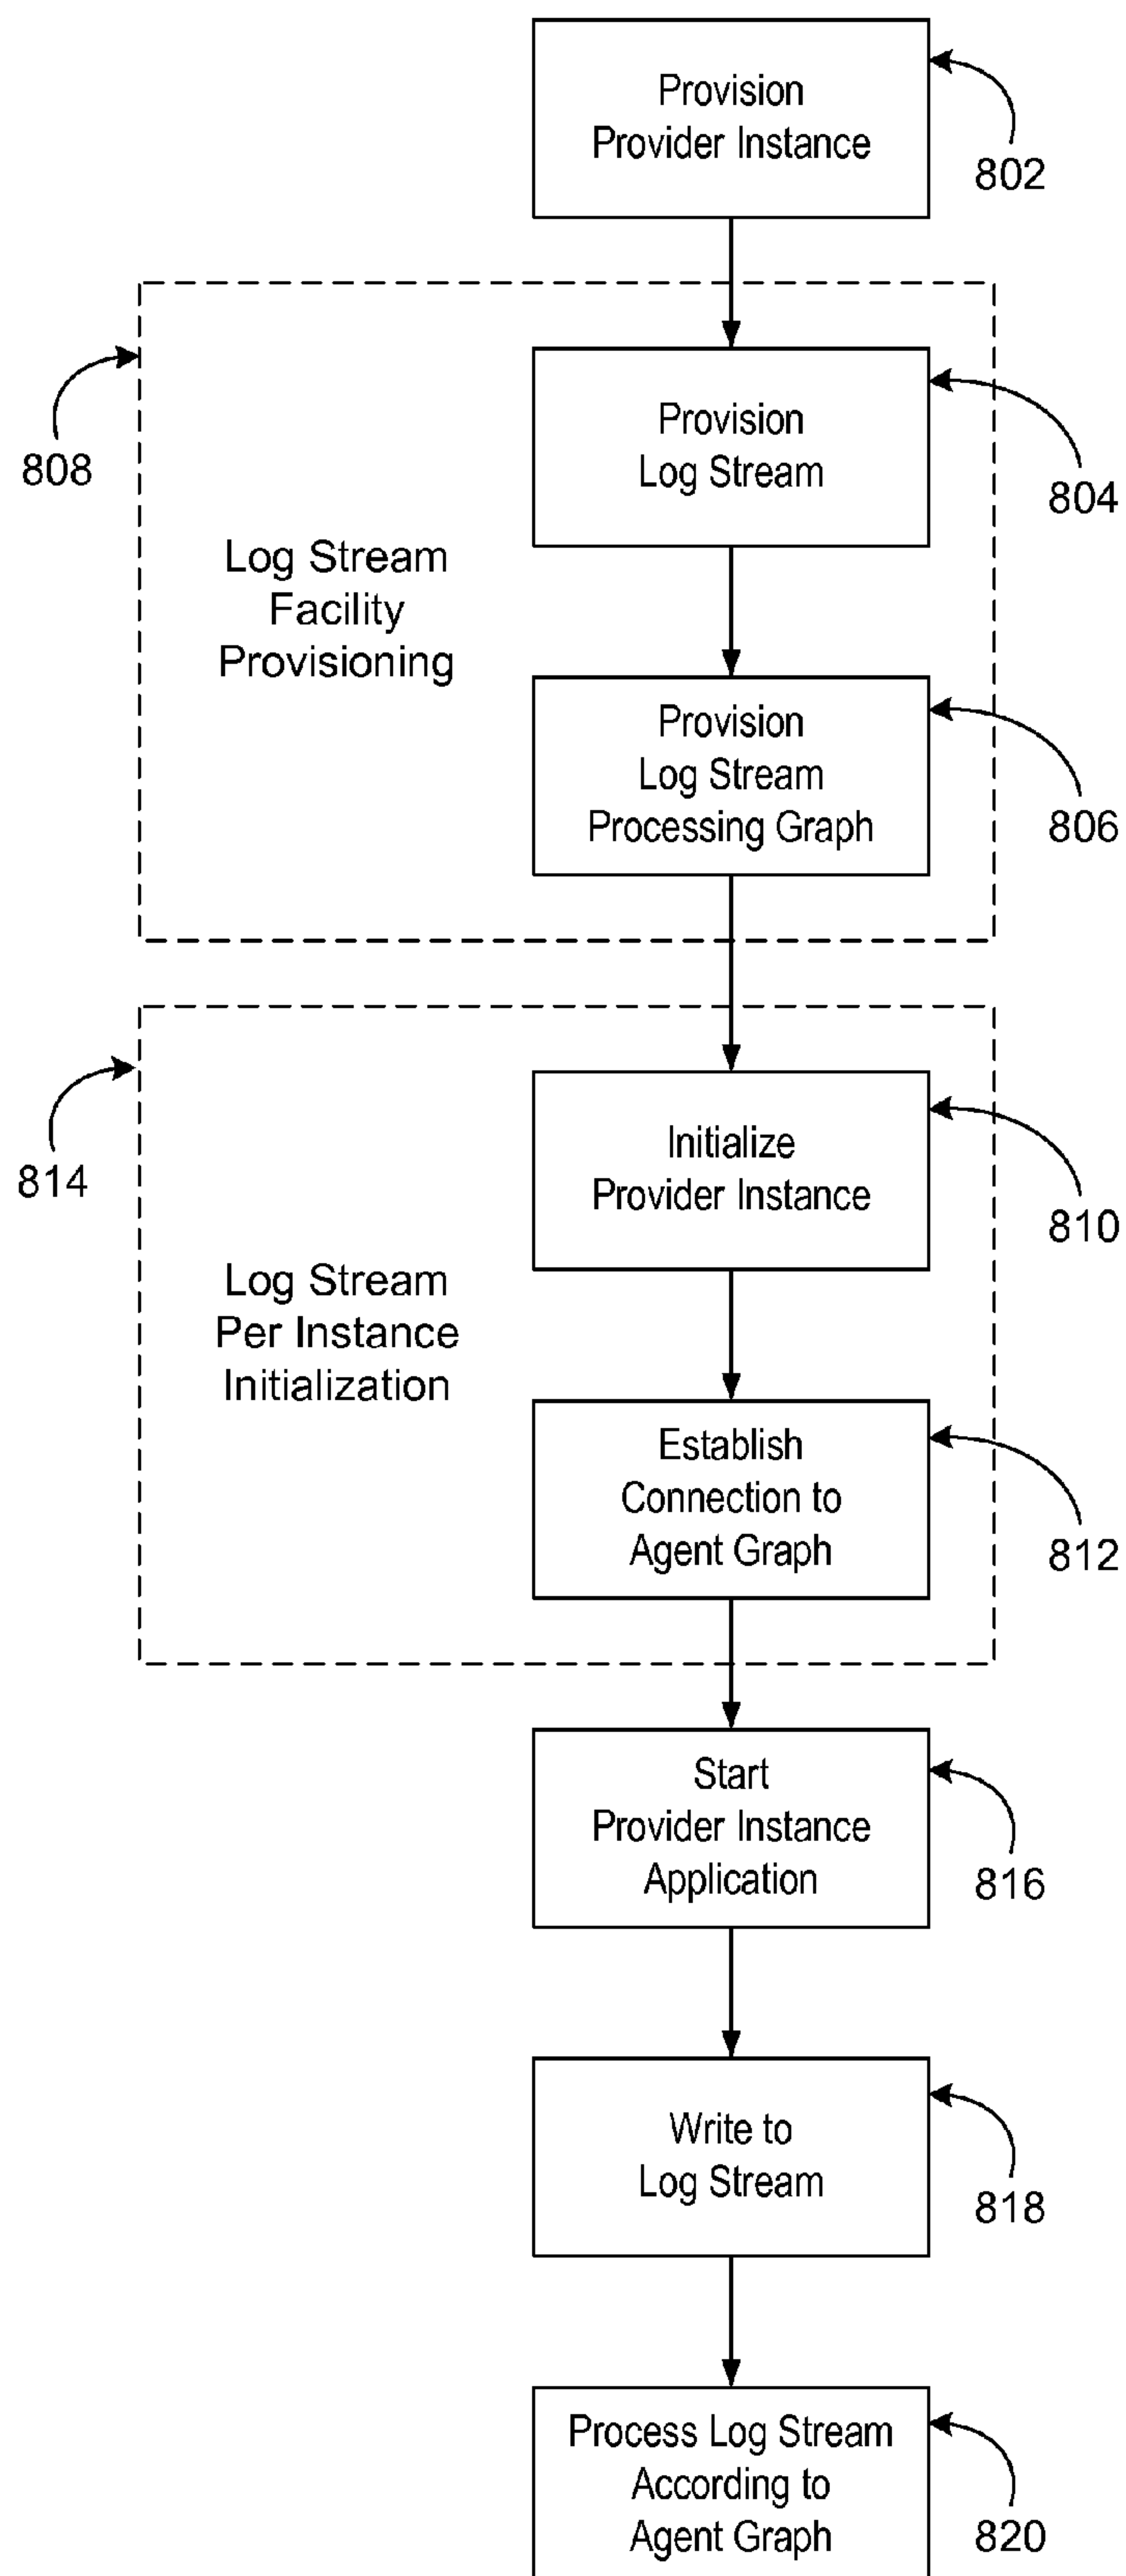 Provision
Provider Instance
802
808
Provision
Log Stream
804
Log Stream
Facility
Provisioning
Provision
Log Stream
Processing Graph
806
814
Initialize
Provider Instance
810
Log Stream
Per Instance
Initialization
Establish
Connection to
Agent Graph
812
Start
Provider Instance
Application
816
Write to
Log Stream
818
Process Log Stream
According to
Agent Graph
820